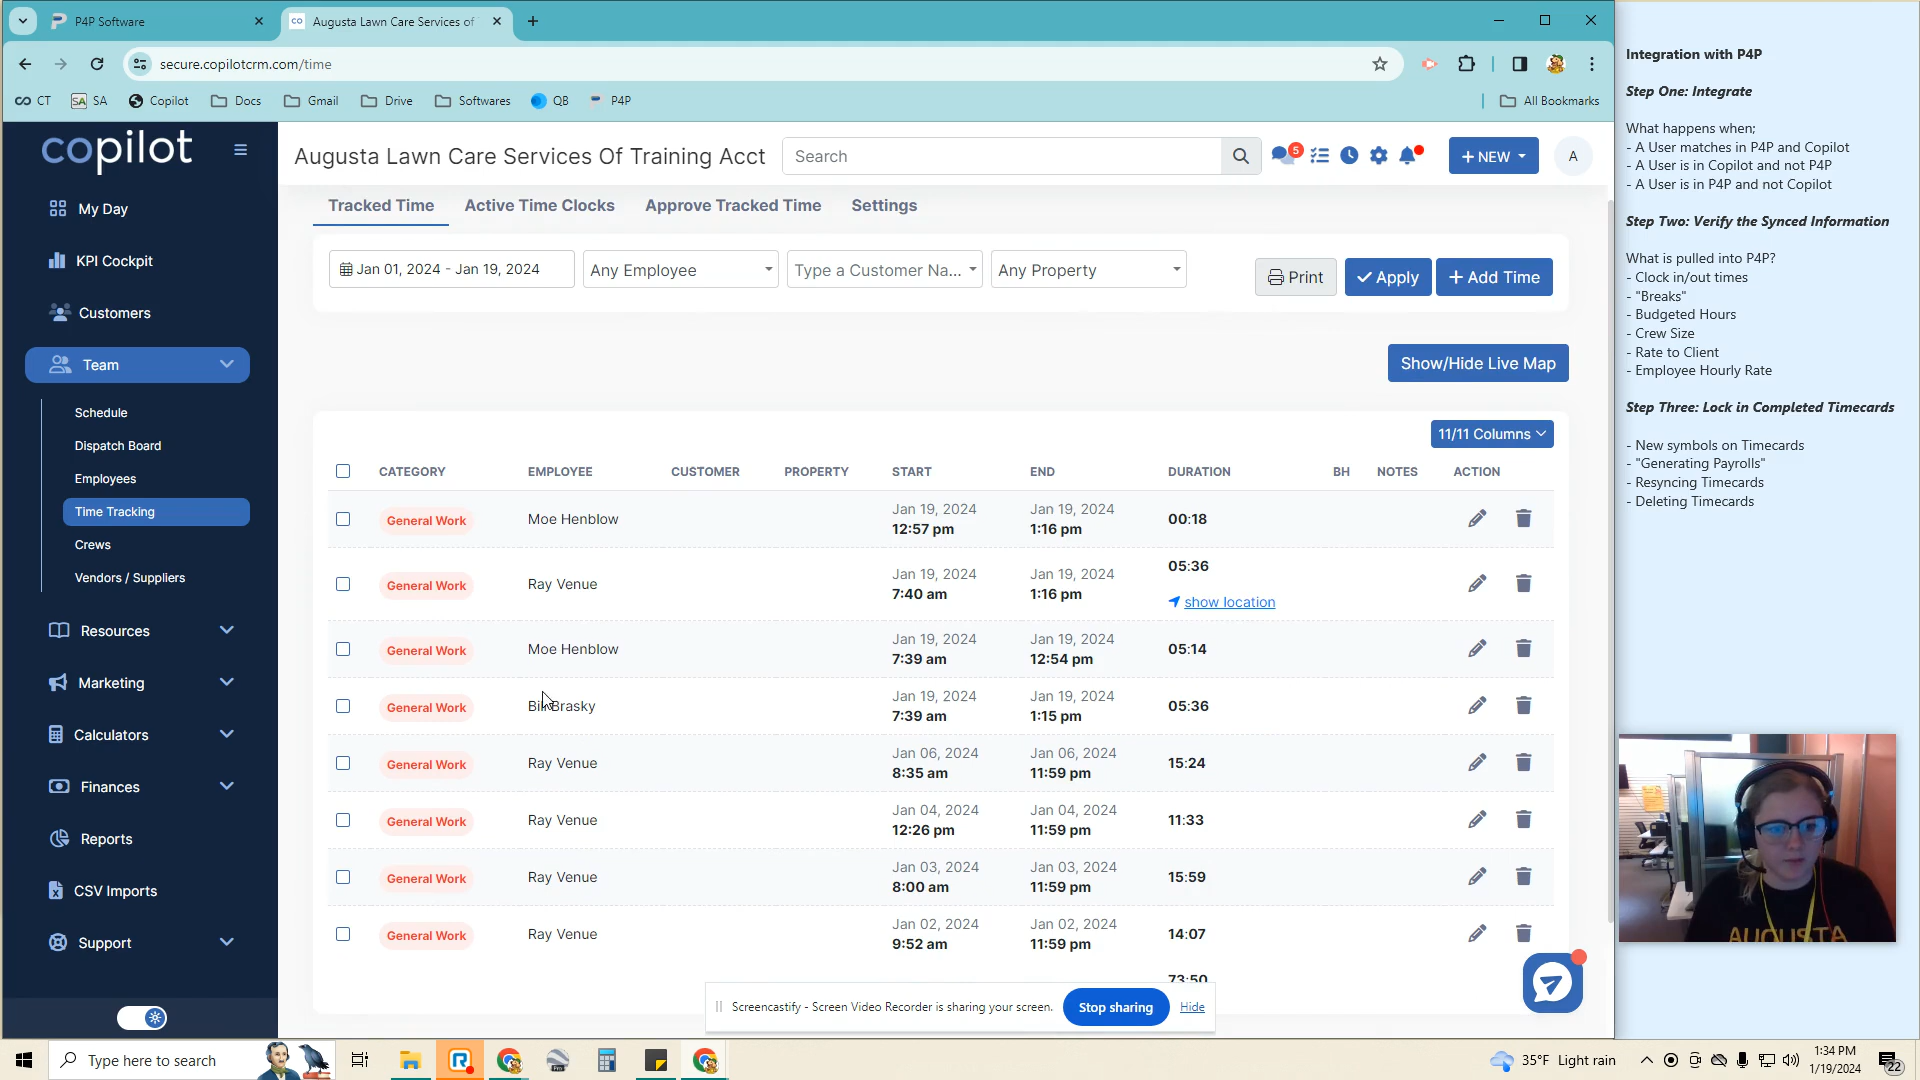 P4P Software
Augusta Lawn Care Services of
secure.copilotcrm.com/time
CT
SA
Copilot
Docs
Gmail
Drive
Softwares
QB
P4P
All Bookmarks
copilot
Augusta Lawn Care Services Of Training Acct
Search
5
+ NEW
A
My Day
KPI Cockpit
Customers
Team
Schedule
Dispatch Board
Employees
Time Tracking
Crews
Vendors / Suppliers
Resources
Marketing
Calculators
Finances
Reports
CSV Imports
Support
Tracked Time
Active Time Clocks
Approve Tracked Time
Settings
Jan 01, 2024 - Jan 19, 2024
Any Employee
Type a Customer Na...
Any Property
Print
Apply
+ Add Time
Show/Hide Live Map
11/11 Columns
CATEGORY EMPLOYEE CUSTOMER PROPERTY START END DURATION BH NOTES ACTION
General Work Moe Henblow Jan 19, 2024 12:57 pm Jan 19, 2024 1:16 pm 00:18
General Work Ray Venue Jan 19, 2024 7:40 am Jan 19, 2024 1:16 pm 05:36
show location
General Work Moe Henblow Jan 19, 2024 7:39 am Jan 19, 2024 12:54 pm 05:14
General Work Bill Brasky Jan 19, 2024 7:39 am Jan 19, 2024 1:15 pm 05:36
General Work Ray Venue Jan 06, 2024 8:35 am Jan 06, 2024 11:59 pm 15:24
General Work Ray Venue Jan 04, 2024 12:26 pm Jan 04, 2024 11:59 pm 11:33
General Work Ray Venue Jan 03, 2024 8:00 am Jan 03, 2024 11:59 pm 15:59
General Work Ray Venue Jan 02, 2024 9:52 am Jan 02, 2024 11:59 pm 14:07
73:50
Screencastify - Screen Video Recorder is sharing your screen.
Stop sharing
Hide
Integration with P4P
Step One: Integrate
What happens when;
- A User matches in P4P and Copilot
- A User is in Copilot and not P4P
- A User is in P4P and not Copilot
Step Two: Verify the Synced Information
What is pulled into P4P?
- Clock in/out times
- "Breaks"
- Budgeted Hours
- Crew Size
- Rate to Client
- Employee Hourly Rate
Step Three: Lock in Completed Timecards
- New symbols on Timecards
- "Generating Payrolls"
- Resyncing Timecards
- Deleting Timecards
AUGUSTA
Type here to search
35°F Light rain
1:34 PM
1/19/2024
22